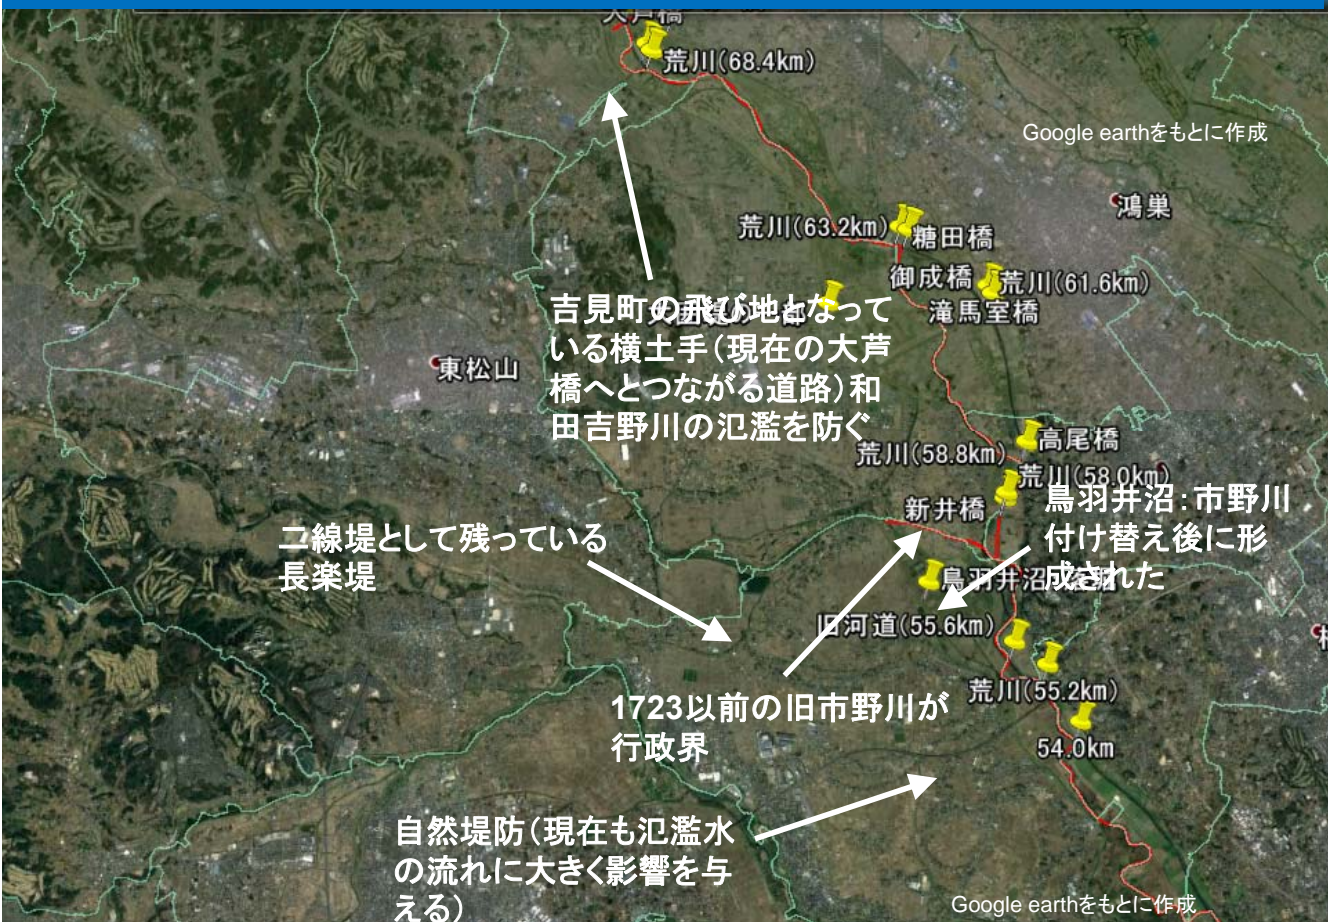 大芦橋
荒川(68.4km)
Google earthをもとに作成
鴻巣
荒川(63.2km)
糠田橋
御成橋
荒川(61.6km)
滝馬室橋
吉見町の飛び地となって
いる横土手(現在の大芦
橋へとつながる道路)和
田吉野川の氾濫を防ぐ
東松山
高尾橋
荒川(58.8km)
荒川(58.0km)
新井橋
鳥羽井沼:市野川
付け替え後に形
成された
二線堤として残っている
長楽堤
鳥羽井沼
旧河道(55.6km)
荒川(55.2km)
1723以前の旧市野川が
行政界
54.0km
自然堤防(現在も氾濫水
の流れに大きく影響を与
える)
Google earthをもとに作成